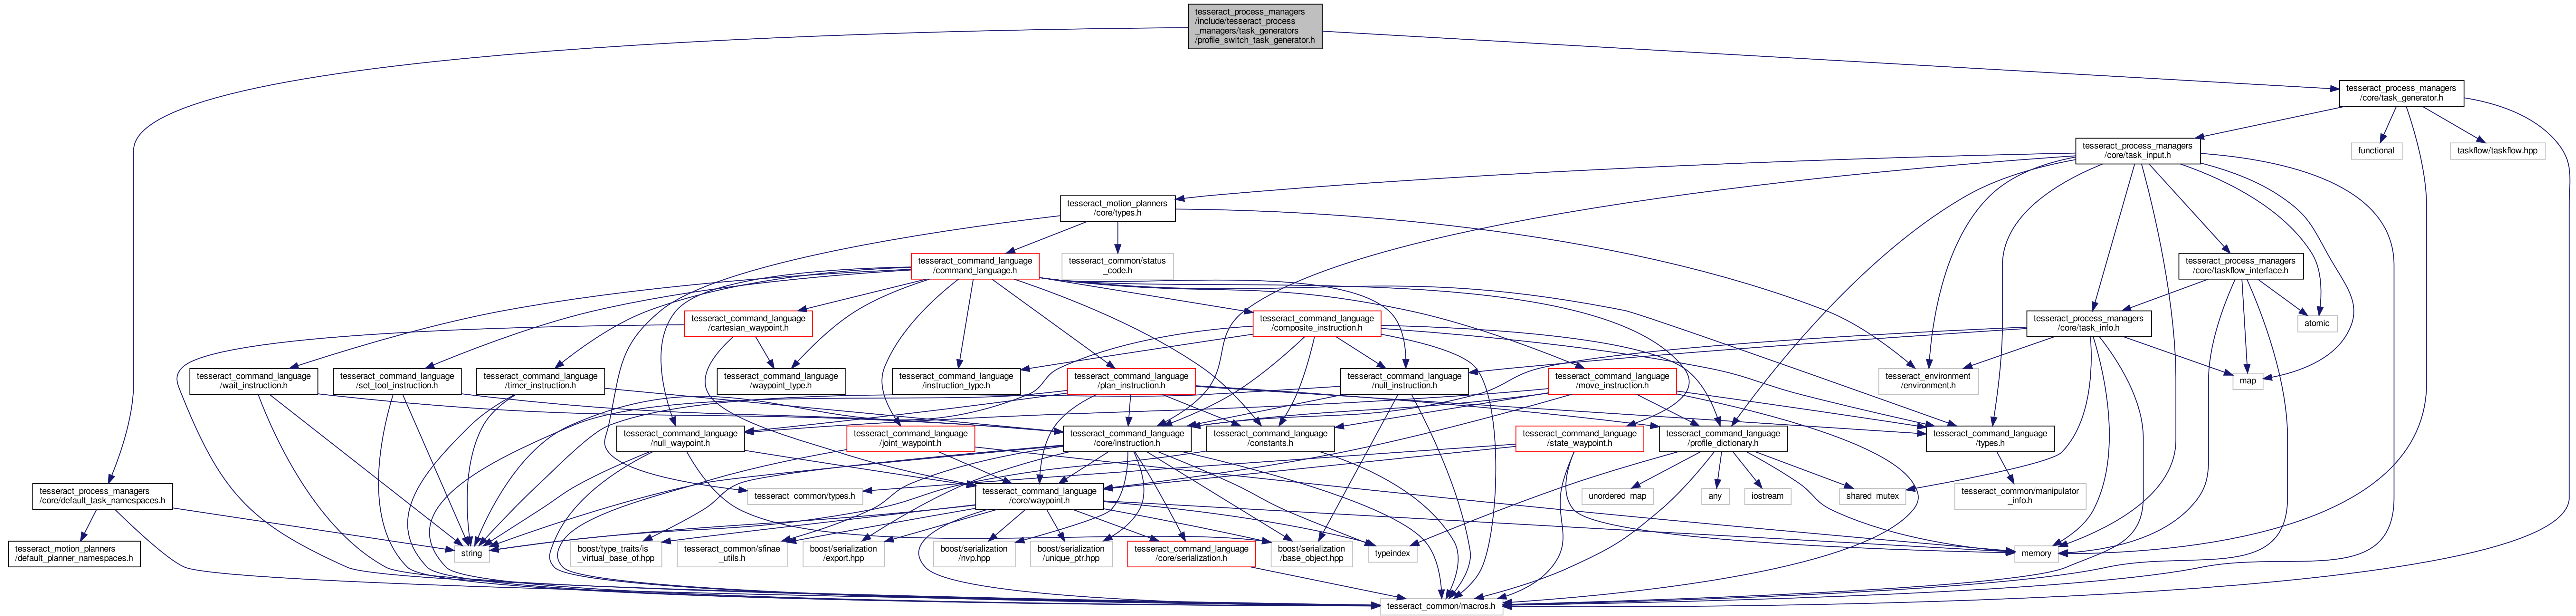 tesseract_process_managers
/include/tesseract_process
_managers/task_generators
/profile_switch_task_generator.h
tesseract_process_managers
/core/task_generator.h
tesseract_process_managers
/core/task_input.h
functional
taskflow/taskflow.hpp
tesseract_motion_planners
/core/types.h
tesseract_command_language
/command_language.h
tesseract_common/status
_code.h
tesseract_process_managers
/core/taskflow_interface.h
tesseract_command_language
/cartesian_waypoint.h
tesseract_command_language
/composite_instruction.h
tesseract_process_managers
/core/task_info.h
atomic
tesseract_command_language
/wait_instruction.h
tesseract_command_language
/set_tool_instruction.h
tesseract_command_language
/timer_instruction.h
tesseract_command_language
/waypoint_type.h
tesseract_command_language
/instruction_type.h
tesseract_command_language
/plan_instruction.h
tesseract_command_language
/null_instruction.h
tesseract_command_language
/move_instruction.h
tesseract_environment
/environment.h
map
tesseract_command_language
/null_waypoint.h
tesseract_command_language
/joint_waypoint.h
tesseract_command_language
/core/instruction.h
tesseract_command_language
/constants.h
tesseract_command_language
/state_waypoint.h
tesseract_command_language
/profile_dictionary.h
tesseract_command_language
/types.h
tesseract_process_managers
/core/default_task_namespaces.h
tesseract_common/types.h
tesseract_command_language
/core/waypoint.h
unordered_map
any
iostream
shared_mutex
tesseract_common/manipulator
_info.h
tesseract_motion_planners
/default_planner_namespaces.h
string
boost/type_traits/is
_virtual_base_of.hpp
tesseract_common/sfinae
_utils.h
boost/serialization
/export.hpp
boost/serialization
/nvp.hpp
boost/serialization
/unique_ptr.hpp
tesseract_command_language
/core/serialization.h
boost/serialization
/base_object.hpp
typeindex
memory
tesseract_common/macros.h